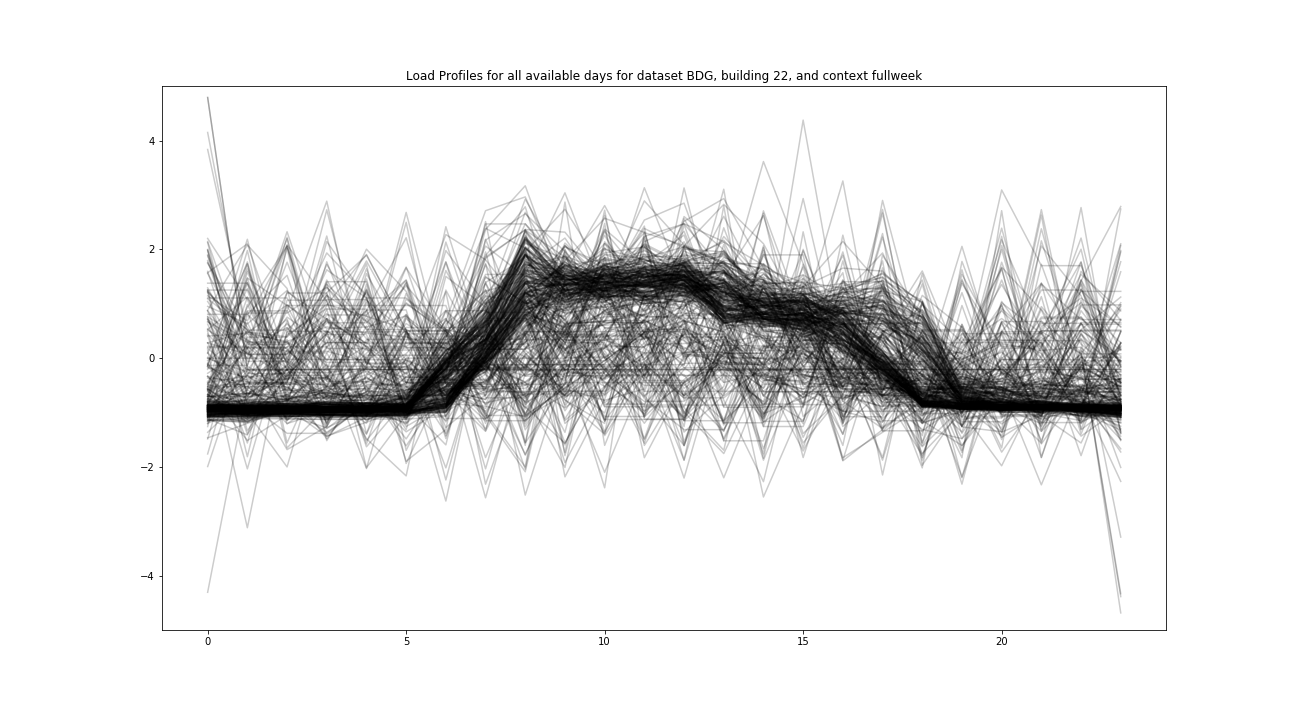 Load Profiles for all available days for dataset BDG, building 22, and context fullweek
4
2
0
−2
−4
0 5 10 15 20